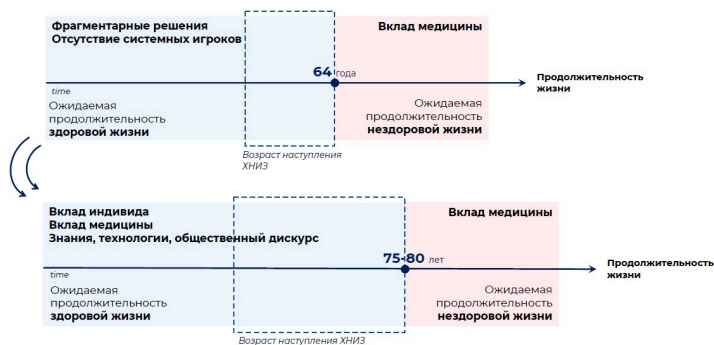 Фрагментарные решения
Отсутствие системных игроков
Вклад медицины
64 года
Продолжительность
жизни
time
Ожидаемая
продолжительность
здоровой жизни
Ожидаемая
продолжительность
нездоровой жизни
Возраст наступления
ХНИЗ
Вклад индивида
Вклад медицины
Знания, технологии, общественный дискурс
Вклад медицины
75-80 лет
Продолжительность
жизни
time
Ожидаемая
продолжительность
здоровой жизни
Ожидаемая
продолжительность
нездоровой жизни
Возраст наступления ХНИЗ